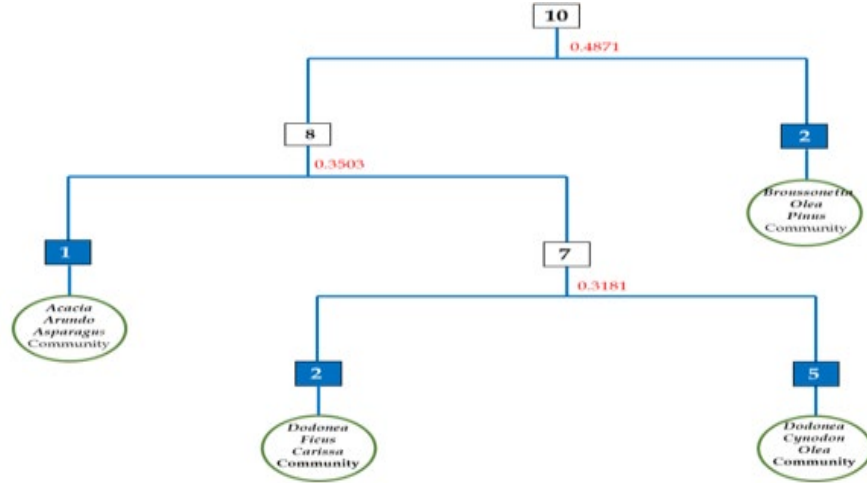 10
0.4871
8
2
0.3503
Broussonetia
Olea
Pinus
Community
1
7
0.3181
Acacia
Arundo
Asparagus
Community
2
5
Dodonea
Ficus
Carissa
Community
Dodonea
Cynodon
Olea
Community